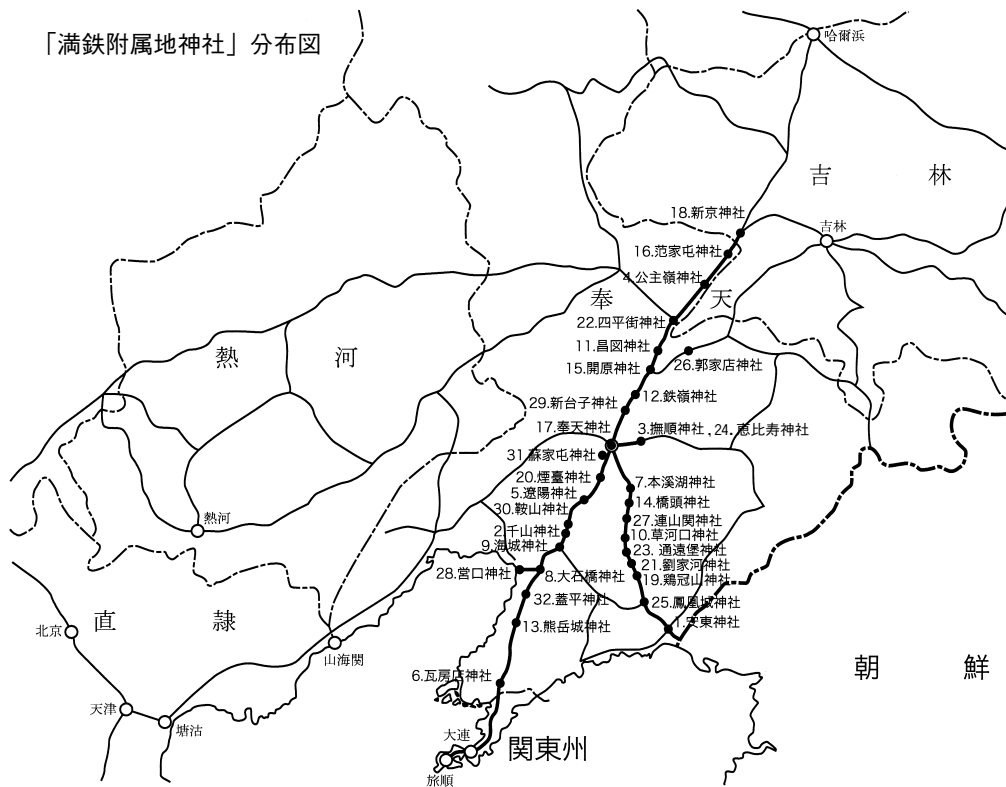 「満鉄附属地神社」分布図
哈爾浜
吉　林
18.新京神社
吉林
16.范家屯神社
4.公主嶺神社
奉　天
22.四平街神社
11.昌図神社
熱　河
15.開原神社
26.郭家店神社
12.鉄嶺神社
29.新台子神社
17.奉天神社
3.撫順神社,24.恵比寿神社
31.蘇家屯神社
20.煙臺神社
7.本溪湖神社
5.遼陽神社
14.橋頭神社
30.鞍山神社
熱河
27.連山関神社
2.千山神社
10.草河口神社
9.海城神社
23.通遠堡神社
21.劉家河神社
28.営口神社
8.大石橋神社
19.鶏冠山神社
32.蓋平神社
25.鳳凰城神社
直　隷
1.安東神社
13.熊岳城神社
北京
山海関
朝　鮮
6.瓦房店神社
天津
塘沽
大連
関東州
旅順